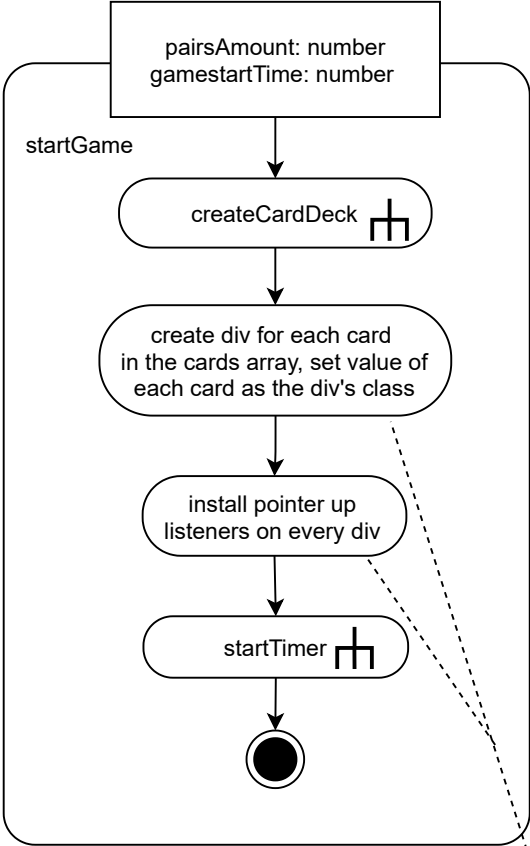 pairsAmount: number
gamestartTime: number
startGame
createCardDeck
create div for each card
in the cards array, set value of
each card as the div's class
install pointer up
listeners on every div
startTimer